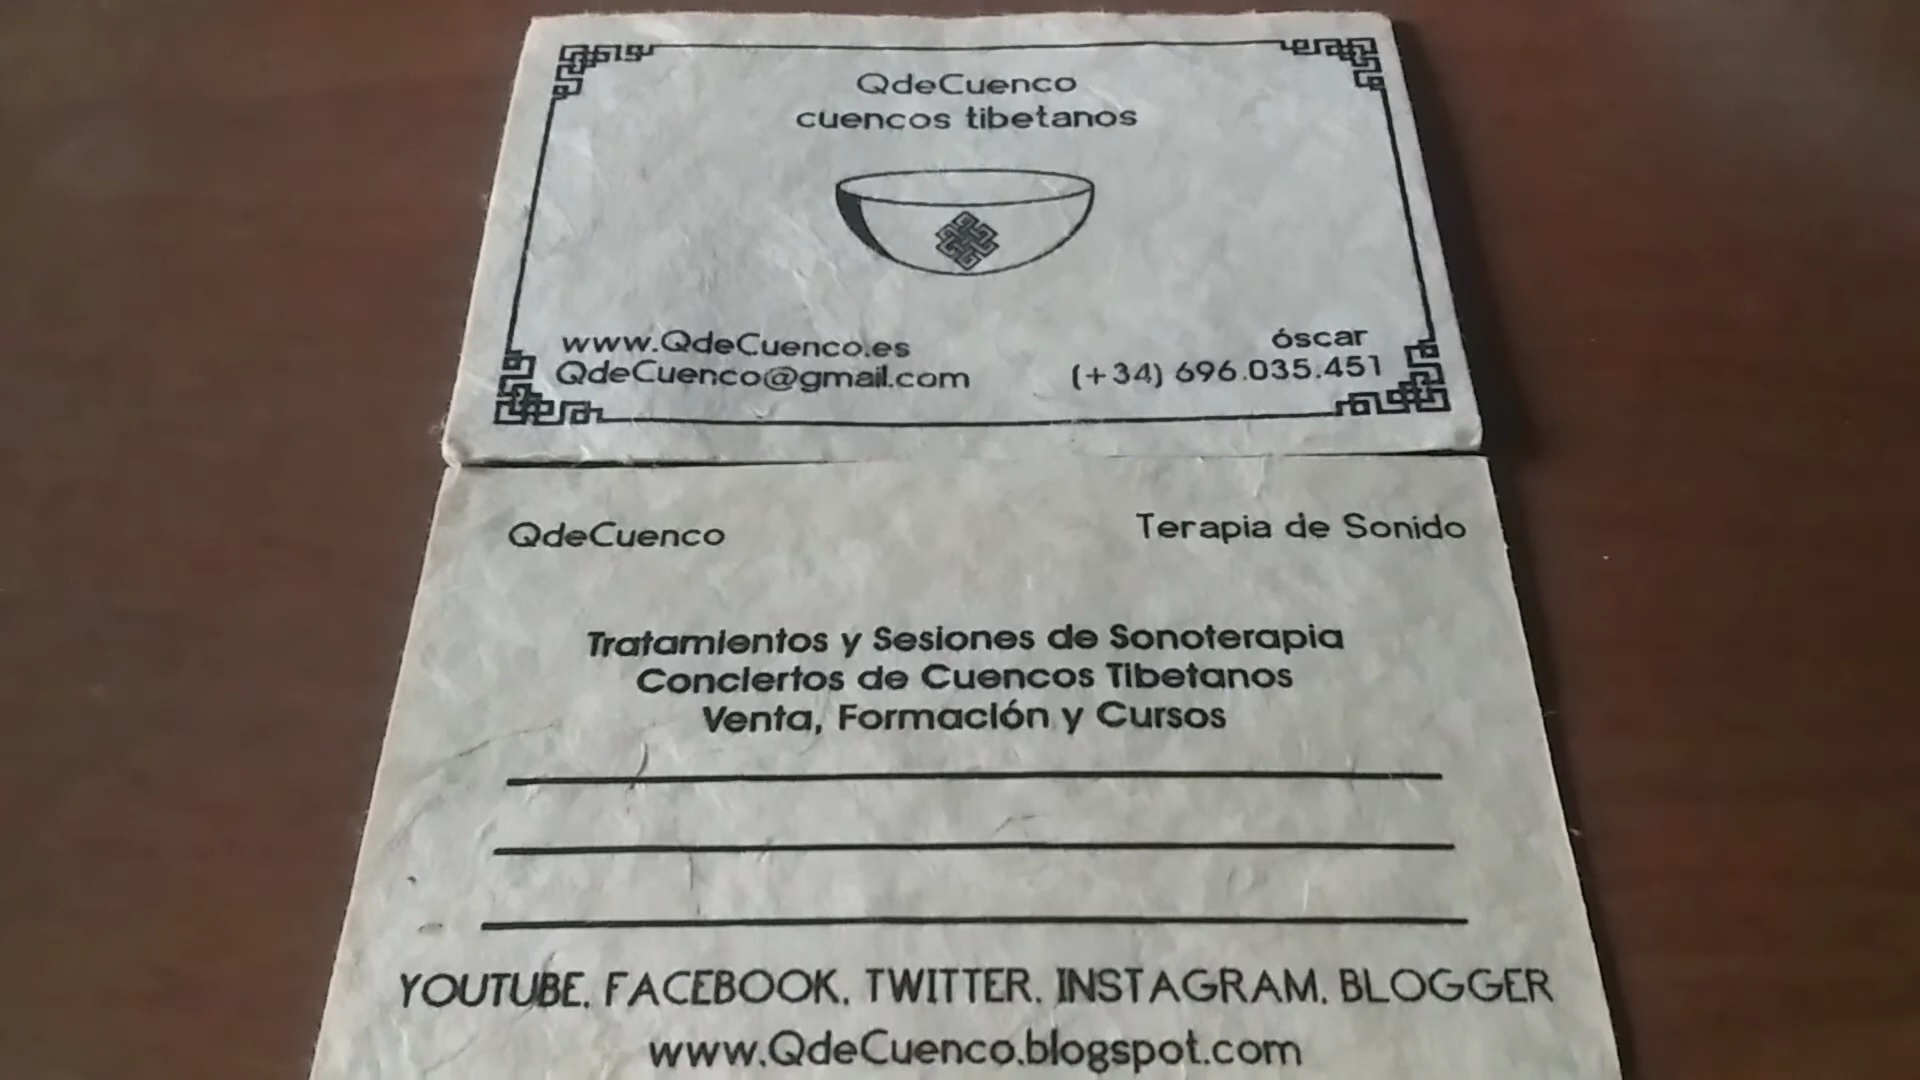 QdeCuenco
cuencos tibetanos
www.QdeCuenco.es
QdeCuenco@gmail.com
óscar
(+34) 696.035.451
QdeCuenco
Terapia de Sonido
Tratamientos y Sesiones de Sonoterapia
Conciertos de Cuencos Tibetanos
Venta, Formación y Cursos
YOUTUBE. FACEBOOK. TWITTER. INSTAGRAM. BLOGGER
www.QdeCuenco.blogspot.com